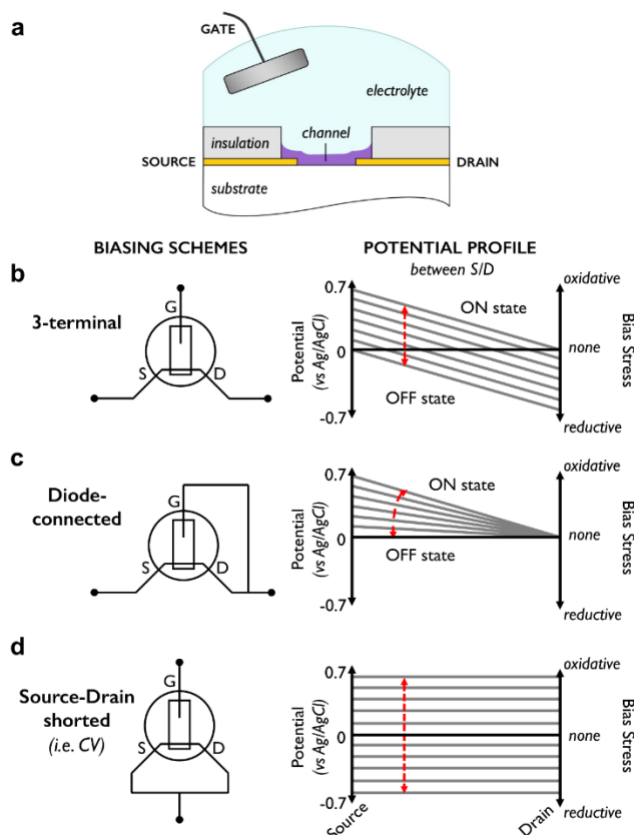 a
GATE
electrolyte
channel
insulation
SOURCE
DRAIN
substrate
BIASING SCHEMES
POTENTIAL PROFILE
between S/D
b
3-terminal
G
S
D
0.7
0
-0.7
Potential
(vs Ag/AgCl)
ON state
OFF state
oxidative
none
reductive
Bias Stress
c
Diode-
connected
G
S
D
0.7
0
-0.7
Potential
(vs Ag/AgCl)
ON state
OFF state
oxidative
none
reductive
Bias Stress
d
Source-Drain
shorted
(i.e. CV)
G
S
D
0.7
0
-0.7
Potential
(vs Ag/AgCl)
oxidative
none
reductive
Bias Stress
Source
Drain